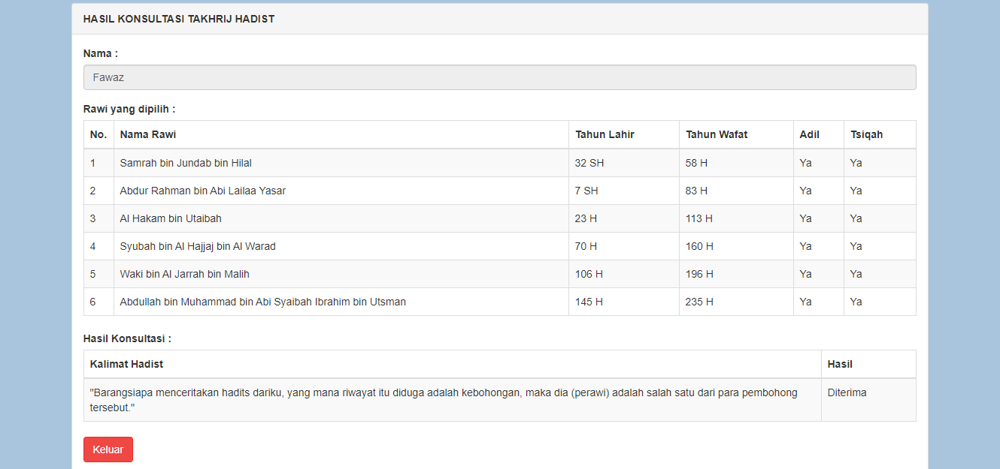 HASIL KONSULTASI TAKHRIJ HADIST
Nama :
Fawaz
Rawi yang dipilih :
No. Nama Rawi Tahun Lahir Tahun Wafat Adil Tsiqah
1 Samrah bin Jundab bin Hilal 32 SH 58 H Ya Ya
2 Abdur Rahman bin Abi Lailaa Yasar 7 SH 83 H Ya Ya
3 Al Hakam bin Utaibah 23 H 113 H Ya Ya
4 Syubah bin Al Hajjaj bin Al Warad 70 H 160 H Ya Ya
5 Waki bin Al Jarrah bin Malih 106 H 196 H Ya Ya
6 Abdullah bin Muhammad bin Abi Syaibah Ibrahim bin Utsman 145 H 235 H Ya Ya
Hasil Konsultasi :
Kalimat Hadist Hasil
"Barangsiapa menceritakan hadits dariku, yang mana riwayat itu diduga adalah kebohongan, maka dia (perawi) adalah salah satu dari para pembohong Diterima
tersebut."
Keluar